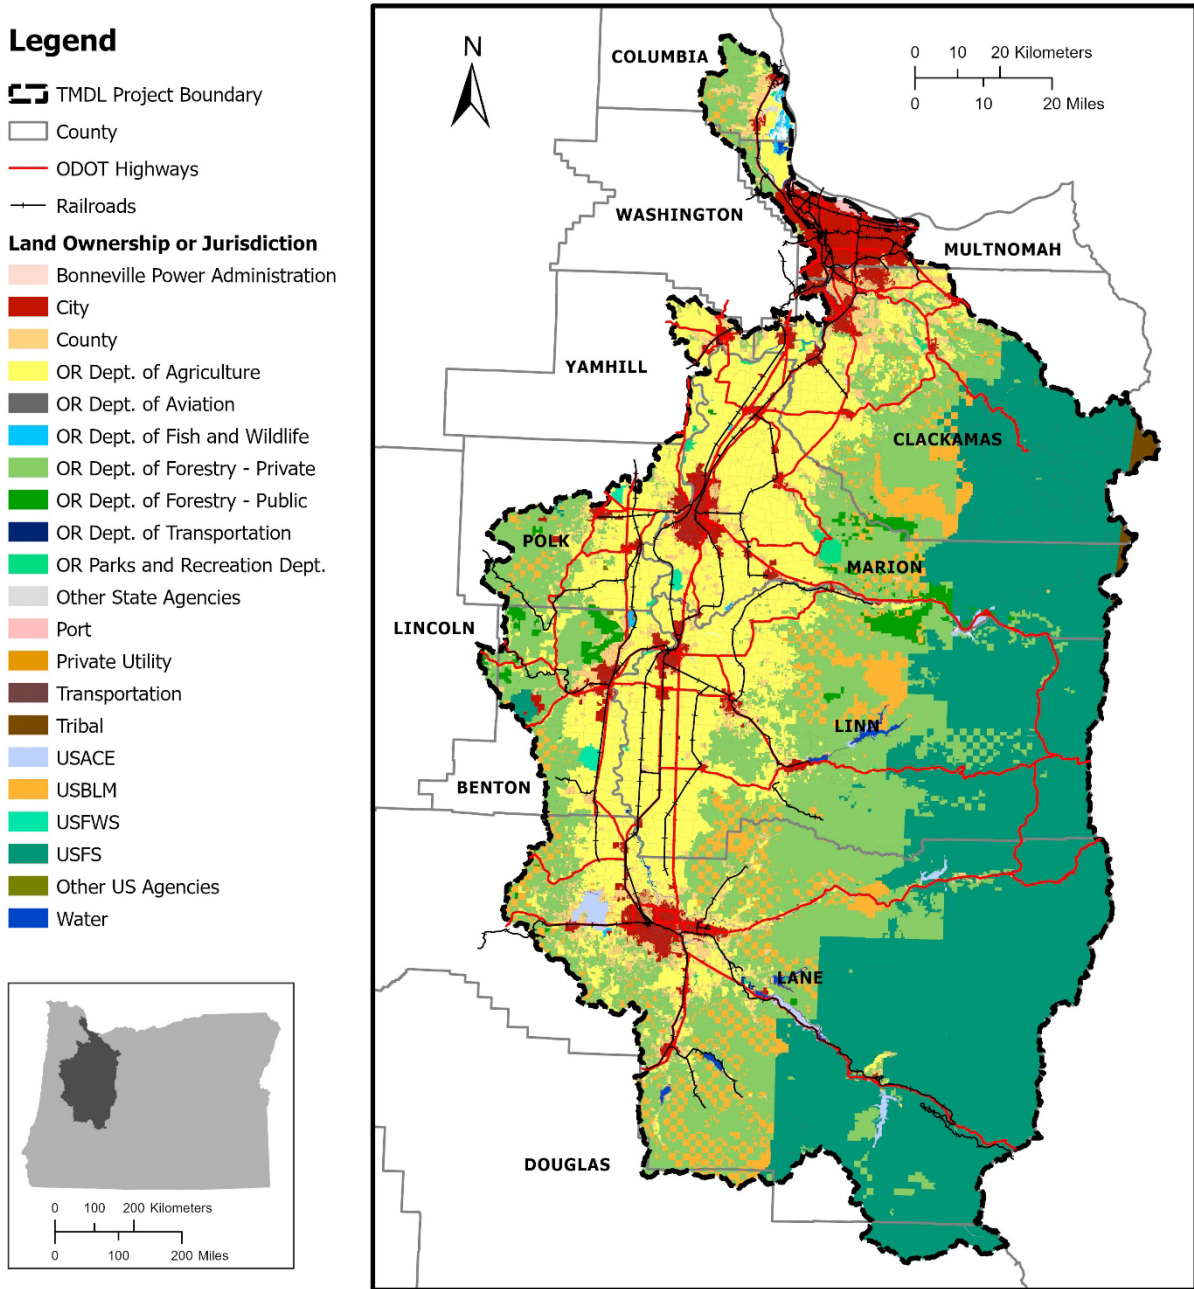 Legend
TMDL Project Boundary
County
ODOT Highways
Railroads
Land Ownership or Jurisdiction
Bonneville Power Administration
City
County
OR Dept. of Agriculture
OR Dept. of Aviation
OR Dept. of Fish and Wildlife
OR Dept. of Forestry - Private
OR Dept. of Forestry - Public
OR Dept. of Transportation
OR Parks and Recreation Dept.
Other State Agencies
Port
Private Utility
Transportation
Tribal
USACE
USBLM
USFWS
USFS
Other US Agencies
Water
0 100 200 Kilometers
0 100 200 Miles
N
0 10 20 Kilometers
0 10 20 Miles
COLUMBIA
WASHINGTON
MULTNOMAH
YAMHILL
CLACKAMAS
POLK
MARION
LINCOLN
LINN
BENTON
LANE
DOUGLAS